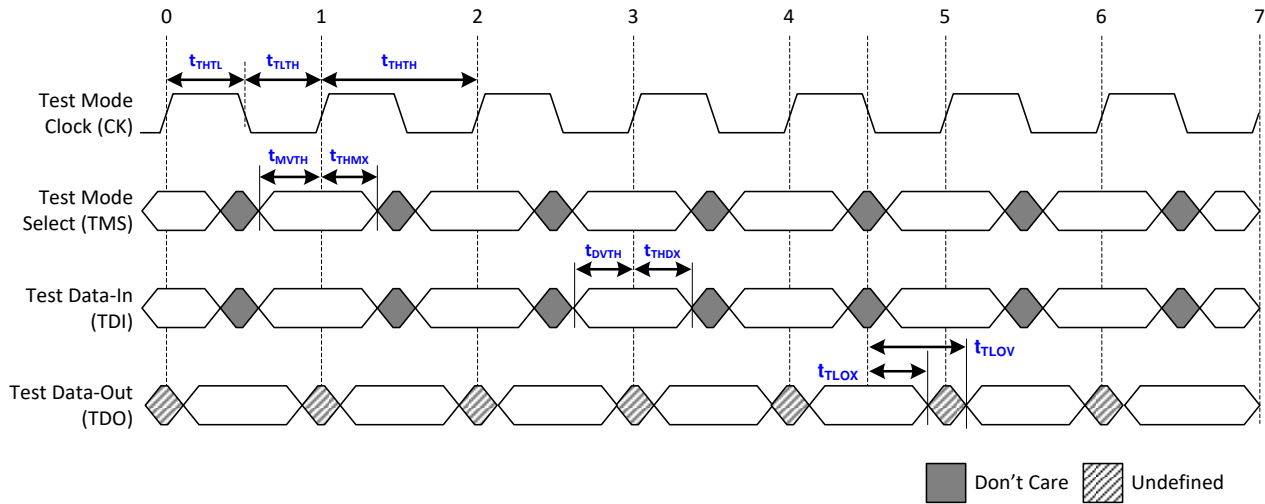 0 1 2 3 4 5 6 7
tTHTL tTLTH tTHTH
Test Mode
Clock (CK)
tMVTH tTHMX
Test Mode
Select (TMS)
tDVTH tTHDX
Test Data-In
(TDI)
tTLOV
tTLOX
Test Data-Out
(TDO)
Don't Care Undefined